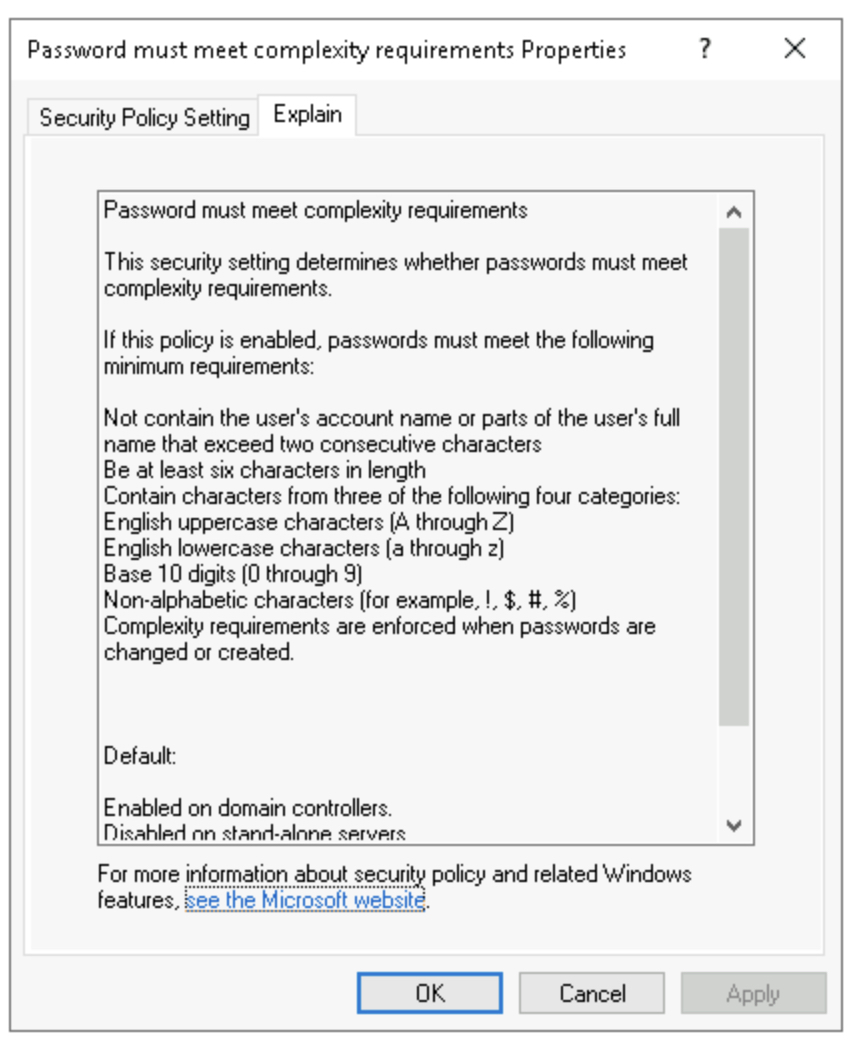 Password must meet complexity requirements Properties ? ×
Security Policy Setting Explain
Password must meet complexity requirements
This security setting determines whether passwords must meet
complexity requirements.
If this policy is enabled, passwords must meet the following
minimum requirements:
Not contain the user's account name or parts of the user's full
name that exceed two consecutive characters
Be at least six characters in length
Contain characters from three of the following four categories:
English uppercase characters (A through Z)
English lowercase characters (a through z)
Base 10 digits (0 through 9)
Non-alphabetic characters (for example, !, $, #, %)
Complexity requirements are enforced when passwords are
changed or created.
Default:
Enabled on domain controllers.
Disabled on stand-alone servers
For more information about security policy and related Windows
features, see the Microsoft website.
OK Cancel Apply